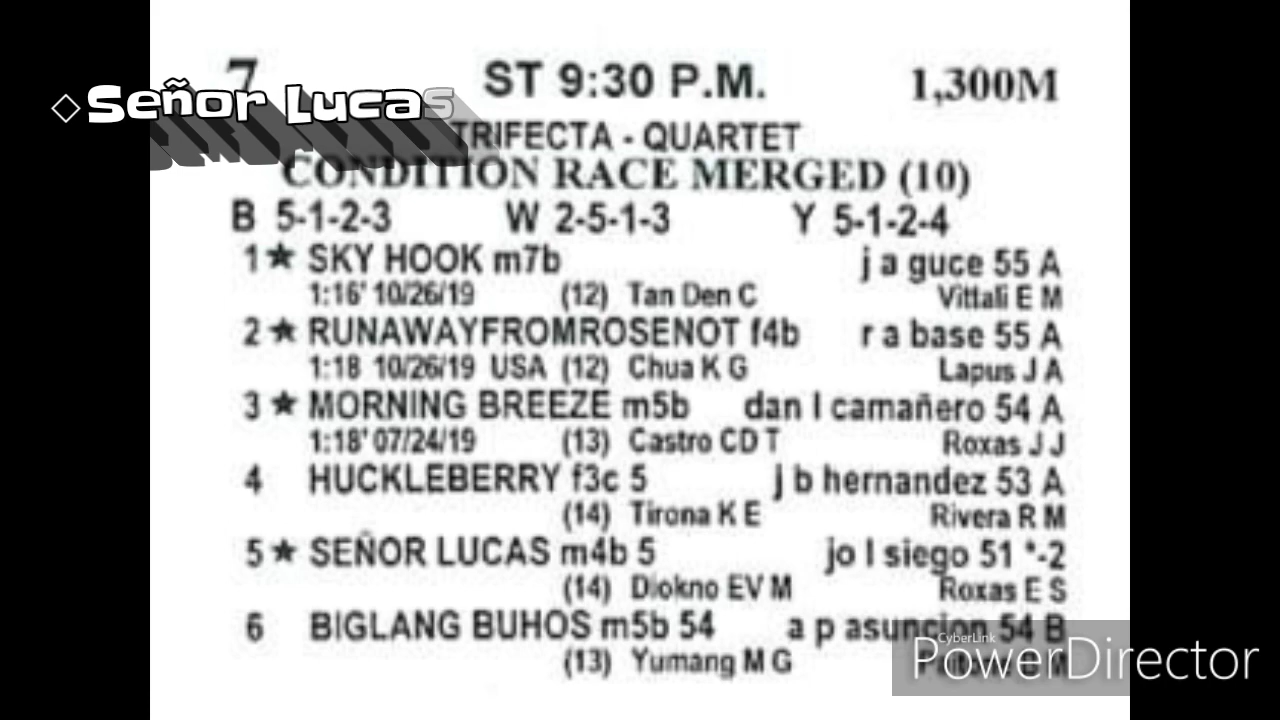 7 ST 9:30 P.M. 1,300M
◇Señor Lucas
TRIFECTA - QUARTET
CONDITION RACE MERGED (10)
B 5-1-2-3 W 2-5-1-3 Y 5-1-2-4
1★ SKY HOOK m7b j a guce 55 A
1:16' 10/26/19 (12) Tan Den C Vittali E M
2★ RUNAWAYFROMROSENOT f4b r a base 55 A
1:18 10/26/19 USA (12) Chua K G Lapus J A
3★ MORNING BREEZE m5b dan l camañero 54 A
1:18' 07/24/19 (13) Castro CD T Roxas J J
4 HUCKLEBERRY f3c 5 j b hernandez 53 A
(14) Tirona K E Rivera R M
5★ SEÑOR LUCAS m4b 5 jo l siego 51 *-2
(14) Diokno EV M Roxas E S
6 BIGLANG BUHOS m5b 54 a p asuncion 54 B
(13) Yumang M G
CyberLink
PowerDirector